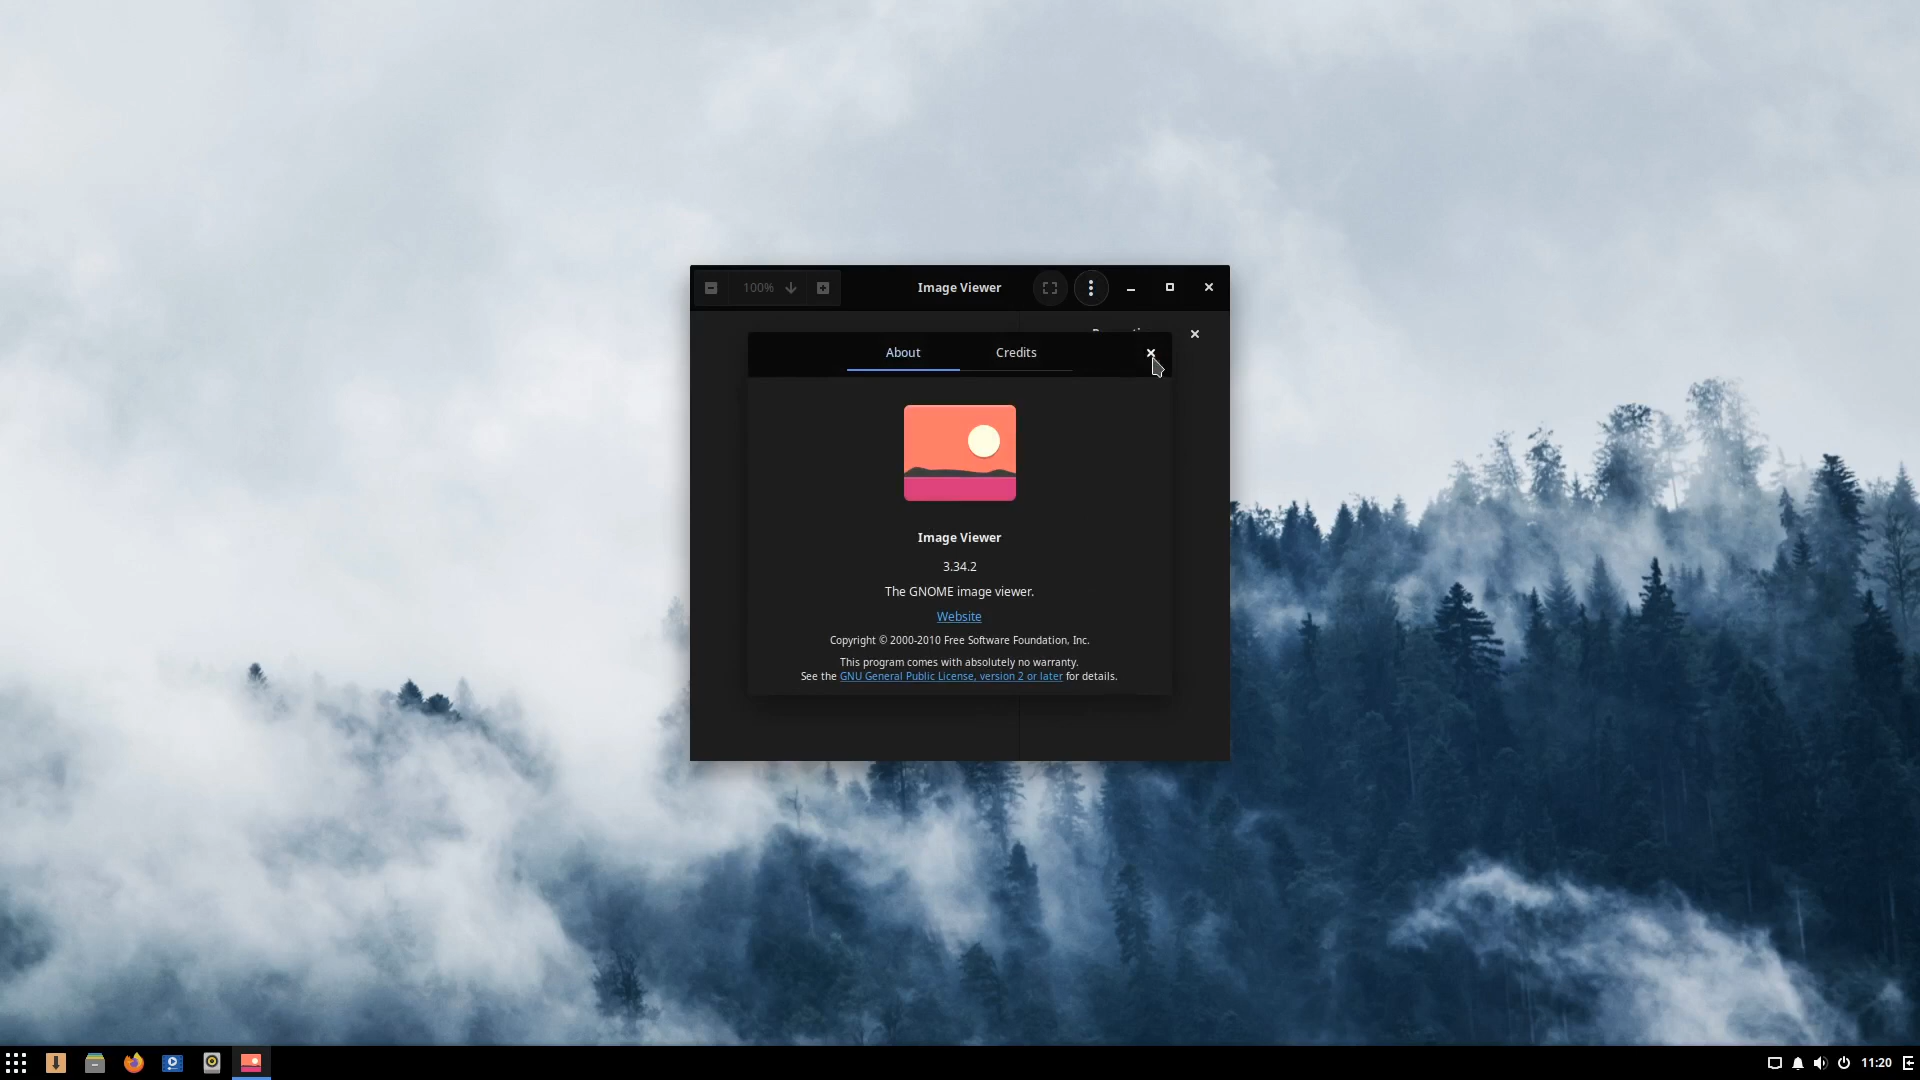 100%
Image Viewer
About
Credits
Image Viewer
3.34.2
The GNOME image viewer.
Website
Copyright © 2000-2010 Free Software Foundation, Inc.
This program comes with absolutely no warranty.
See the GNU General Public License, version 2 or later for details.
11:20